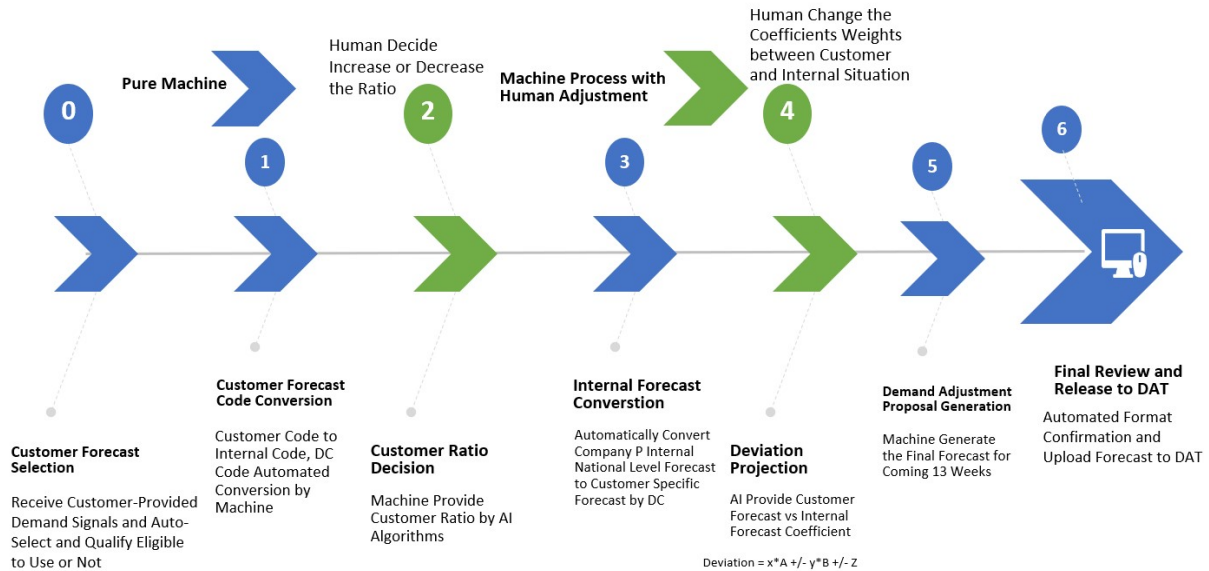 Pure Machine
Human Decide
Increase or Decrease
the Ratio
Machine Process with
Human Adjustment
Human Change the
Coefficients Weights
between Customer
and Internal Situation
0
1
2
3
4
5
6
Customer Forecast
Selection
Receive Customer-Provided
Demand Signals and Auto-
Select and Qualify Eligible
to Use or Not
Customer Forecast
Code Conversion
Customer Code to
Internal Code, DC
Code Automated
Conversion by
Machine
Customer Ratio
Decision
Machine Provide
Customer Ratio by AI
Algorithms
Internal Forecast
Converstion
Automatically Convert
Company P Internal
National Level Forecast
to Customer Specific
Forecast by DC
Deviation
Projection
AI Provide Customer
Forecast vs Internal
Forecast Coefficient
Deviation = x*A +/- y*B +/- Z
Demand Adjustment
Proposal Generation
Machine Generate
the Final Forecast for
Coming 13 Weeks
Final Review and
Release to DAT
Automated Format
Confirmation and
Upload Forecast to DAT